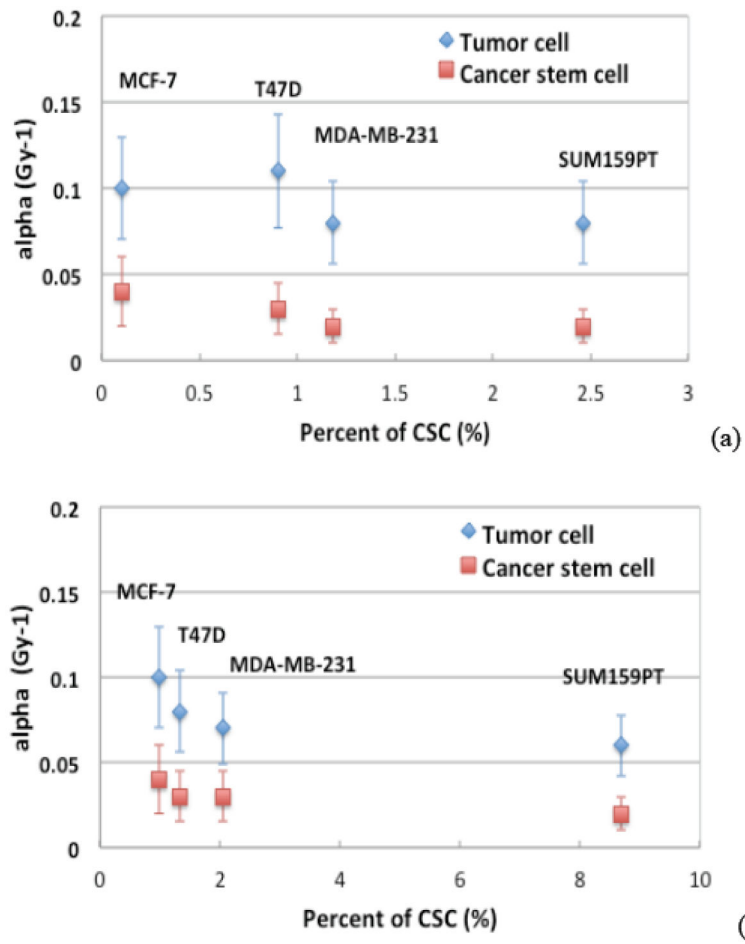 0.2
Tumor cell
MCF-7
T47D
Cancer stem cell
0.15
MDA-MB-231
SUM159PT
alpha (Gy-1)
0.1
0.05
0
0 0.5 1 1.5 2 2.5 3
Percent of CSC (%)
(a)
0.2
Tumor cell
Cancer stem cell
0.15
MCF-7
T47D
MDA-MB-231
SUM159PT
alpha (Gy-1)
0.1
0.05
0
0 2 4 6 8 10
Percent of CSC (%)
(